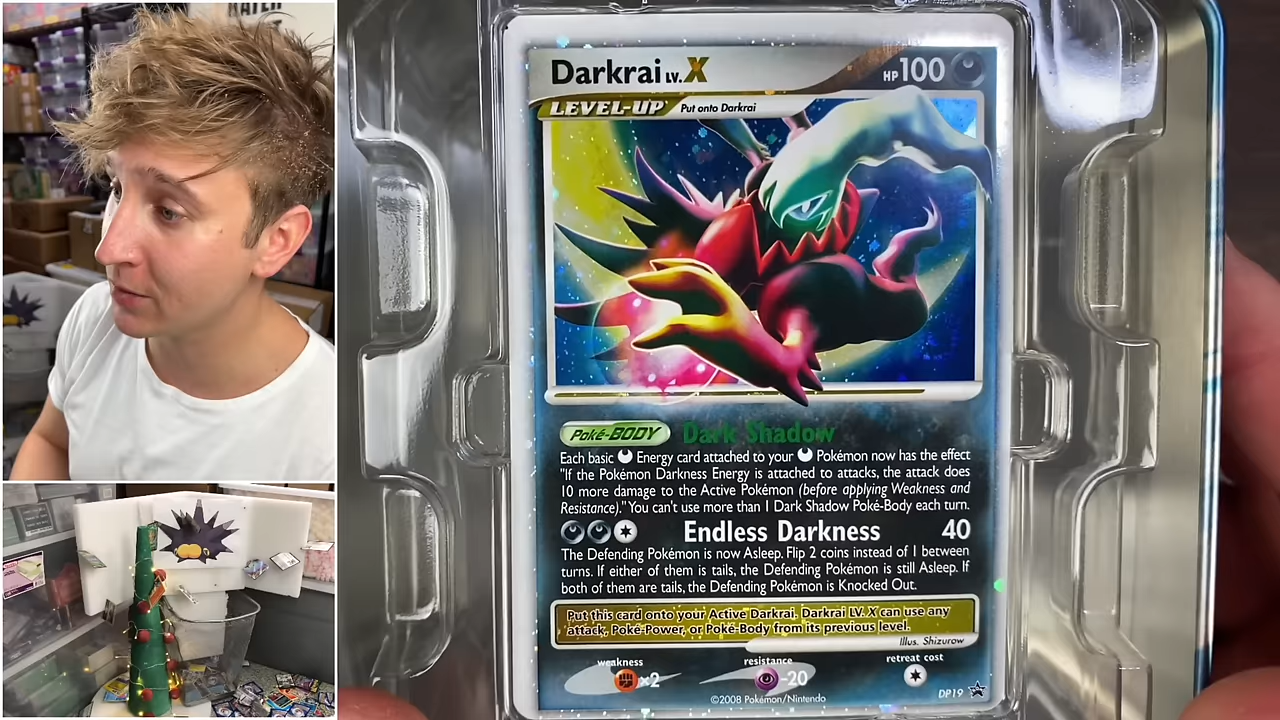 Darkrai LV.X HP 100
LEVEL-UP Put onto Darkrai
Poké-BODY Dark Shadow
Each basic Energy card attached to your Pokémon now has the effect
"If the Pokémon Darkness Energy is attached to attacks, the attack does
10 more damage to the Active Pokémon (before applying Weakness and
Resistance)." You can't use more than 1 Dark Shadow Poké-Body each turn.
Endless Darkness 40
The Defending Pokémon is now Asleep. Flip 2 coins instead of 1 between
turns. If either of them is tails, the Defending Pokémon is still Asleep. If
both of them are tails, the Defending Pokémon is Knocked Out.
Put this card onto your Active Darkrai. Darkrai LV. X can use any
attack, Poké-Power, or Poké-Body from its previous level.
Illus. Shizurow
weakness resistance retreat cost
×2 -20
©2008 Pokémon/Nintendo DP19